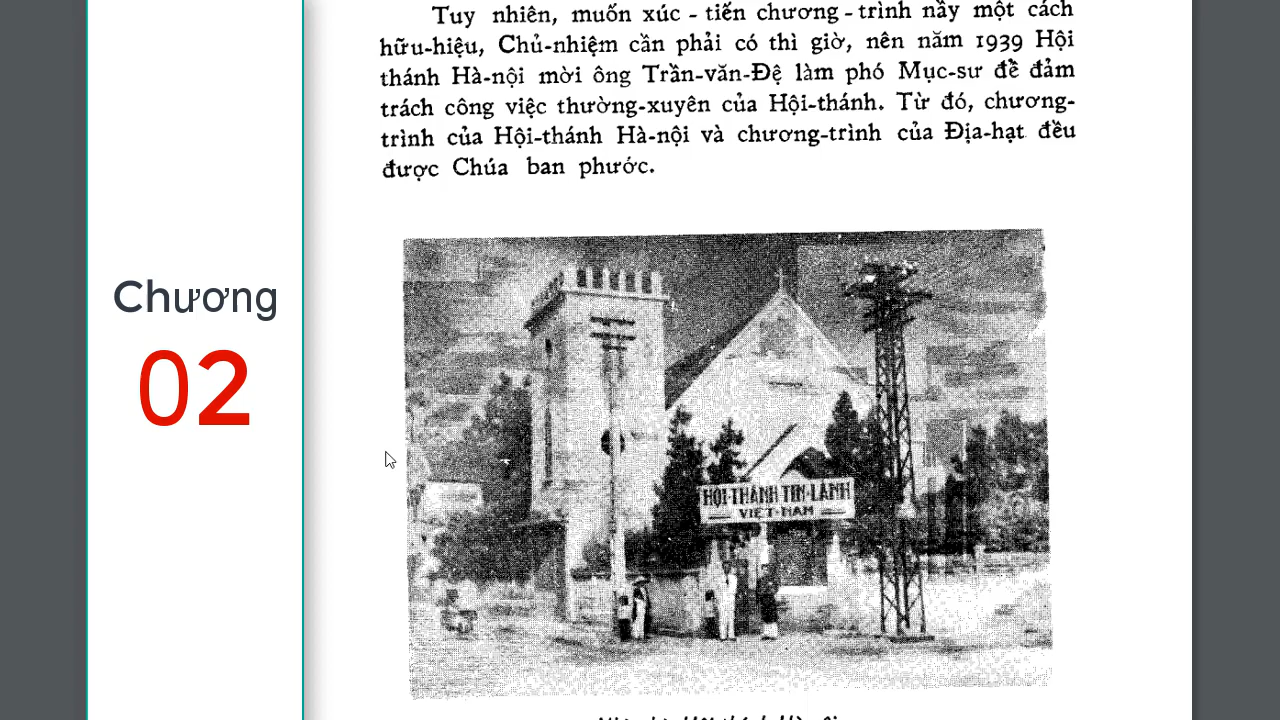 Tuy nhiên, muốn xúc - tiến chương - trình nầy một cách
hữu-hiệu, Chủ-nhiệm cần phải có thì giờ, nên năm 1939 Hội
thánh Hà-nội mời ông Trần-văn-Đệ làm phó Mục-sư để đảm
trách công việc thường-xuyên của Hội-thánh. Từ đó, chương-
trình của Hội-thánh Hà-nội và chương-trình của Địa-hạt đều
được Chúa ban phước.
Chương
02
HỘI-THÁNH TIN-LÀNH
VIỆT-NAM